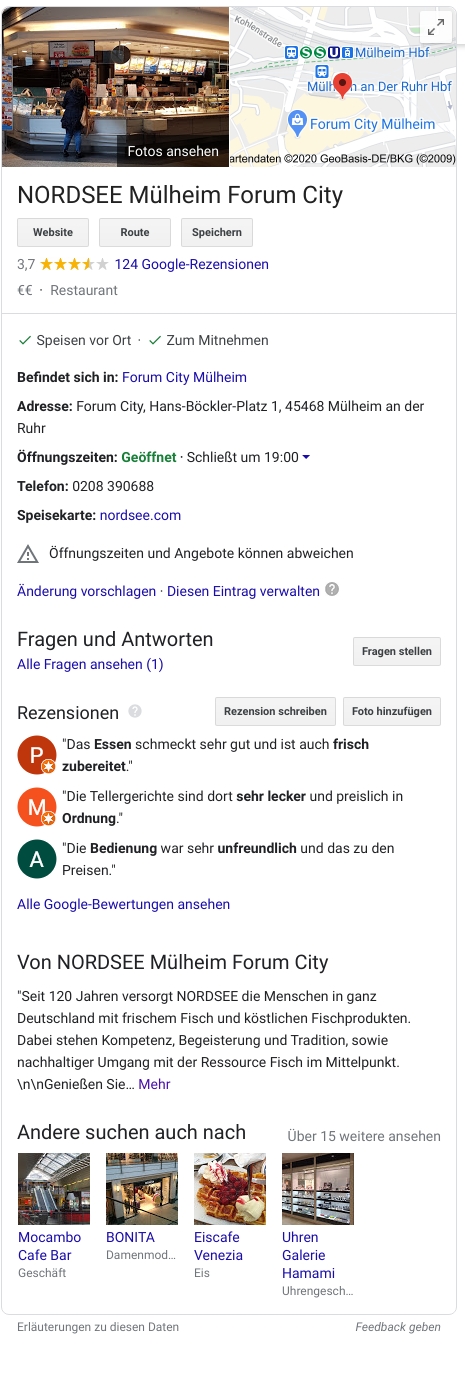 Fotos ansehen
Kohlenstraße
SSU Mülheim Hbf
Mülheim an Der Ruhr Hbf
Forum City Mülheim
artendaten ©2020 GeoBasis-DE/BKG (©2009)
NORDSEE Mülheim Forum City
Website Route Speichern
3,7 124 Google-Rezensionen
€€ · Restaurant
Speisen vor Ort · Zum Mitnehmen
Befindet sich in: Forum City Mülheim
Adresse: Forum City, Hans-Böckler-Platz 1, 45468 Mülheim an der
Ruhr
Öffnungszeiten: Geöffnet · Schließt um 19:00
Telefon: 0208 390688
Speisekarte: nordsee.com
Öffnungszeiten und Angebote können abweichen
Änderung vorschlagen · Diesen Eintrag verwalten ?
Fragen und Antworten
Fragen stellen
Alle Fragen ansehen (1)
Rezensionen ? Rezension schreiben Foto hinzufügen
P "Das Essen schmeckt sehr gut und ist auch frisch
zubereitet."
M "Die Tellergerichte sind dort sehr lecker und preislich in
Ordnung."
A "Die Bedienung war sehr unfreundlich und das zu den
Preisen."
Alle Google-Bewertungen ansehen
Von NORDSEE Mülheim Forum City
"Seit 120 Jahren versorgt NORDSEE die Menschen in ganz
Deutschland mit frischem Fisch und köstlichen Fischprodukten.
Dabei stehen Kompetenz, Begeisterung und Tradition, sowie
nachhaltiger Umgang mit der Ressource Fisch im Mittelpunkt.
\n\nGenießen Sie… Mehr
Andere suchen auch nach Über 15 weitere ansehen
Mocambo
Cafe Bar
Geschäft
BONITA
Damenmod...
Eiscafe
Venezia
Eis
Uhren
Galerie
Hamami
Uhrengesch...
Erläuterungen zu diesen Daten Feedback geben